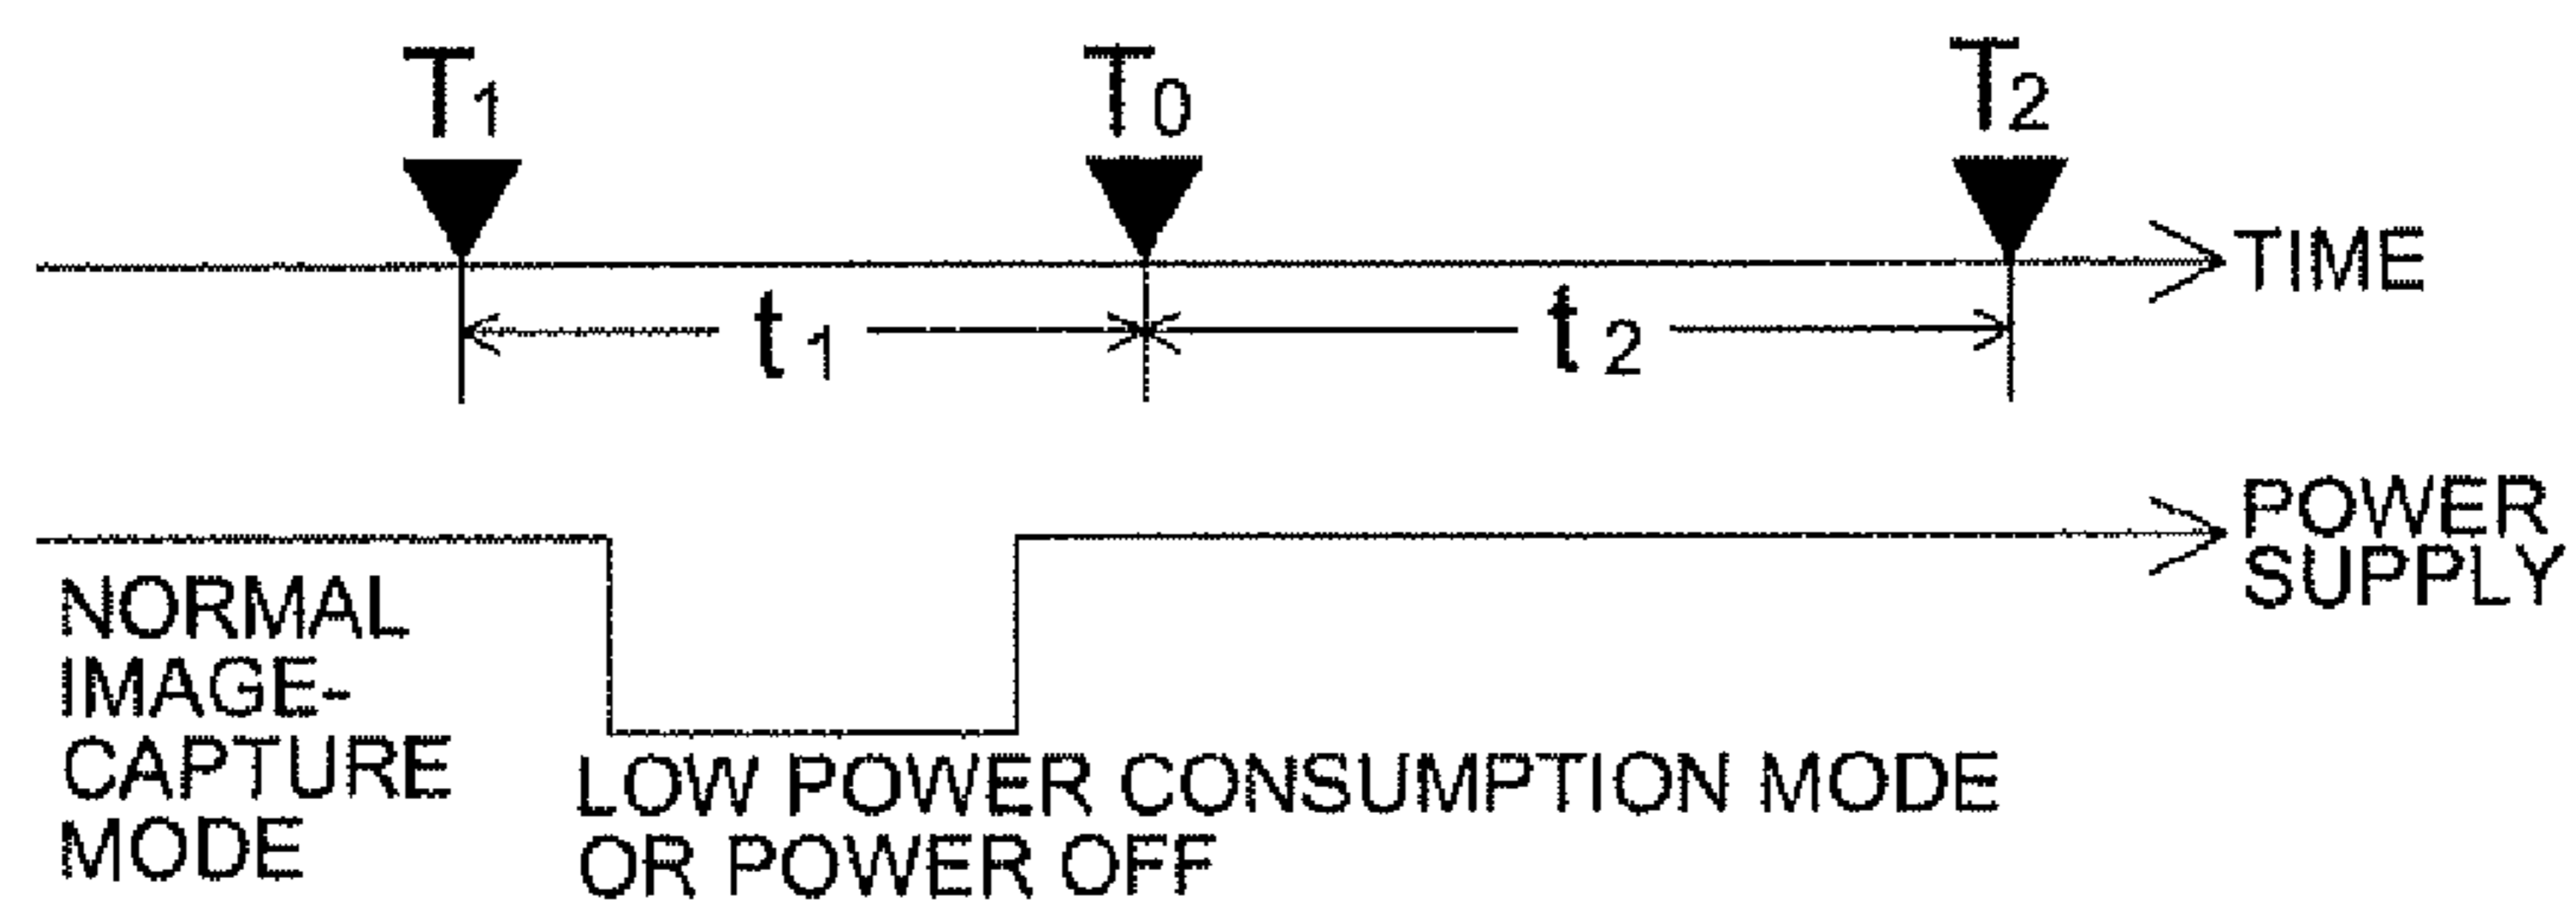 T1
T0
T2
TIME
t1
t2
POWER
SUPPLY
NORMAL
IMAGE-
CAPTURE
MODE
LOW POWER CONSUMPTION MODE
OR POWER OFF